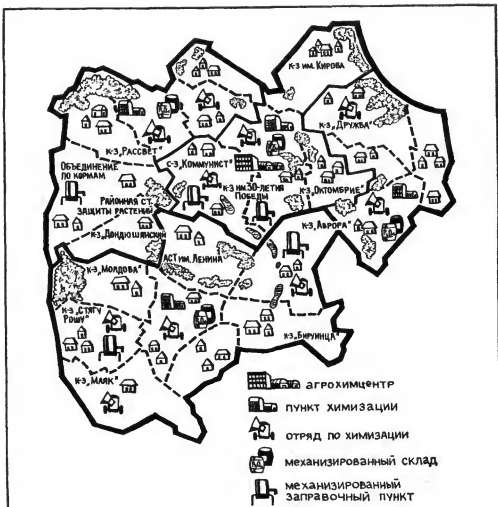 К-З ИМ. КИРОВА
К-З „ДРУЖБА"
К-З „РАССВЕТ"
С-З „КОММУНИСТ"
ОБЪЕДИНЕНИЕ
ПО КОРМАМ
К-З ИМ. 30-ЛЕТИЯ
ПОБЕДЫ
К-З „ОКТОМБРИЕ"
РАЙОННАЯ СТ.
ЗАЩИТЫ РАСТЕНИЙ
К-З „АВРОРА"
К-З „ДОНДЮШАНСКИЙ
АСТ ИМ. ЛЕНИНА
К-З „МОЛДОВА"
К-З „СТЯГУ
РОШУ"
К-З „БИРУИНЦА"
К-З „МАЯК"
агрохимцентр
пункт химизации
отряд по химизации
механизированный склад
механизированный
заправочный пункт